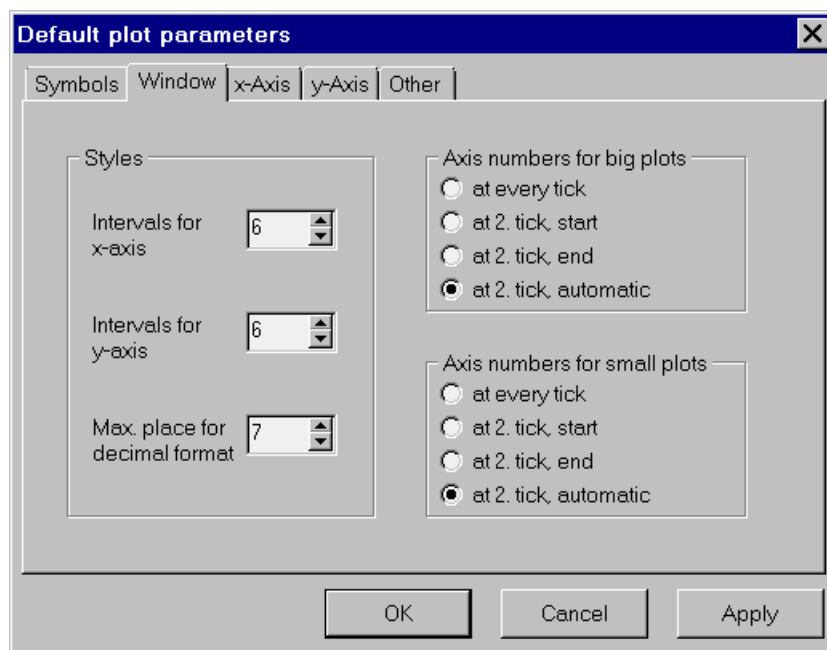 Default plot parameters
Symbols Window x-Axis y-Axis Other
Styles
Intervals for
x-axis
6
Intervals for
y-axis
6
Max. place for
decimal format
7
Axis numbers for big plots
at every tick
at 2. tick, start
at 2. tick, end
at 2. tick, automatic
Axis numbers for small plots
at every tick
at 2. tick, start
at 2. tick, end
at 2. tick, automatic
OK Cancel Apply